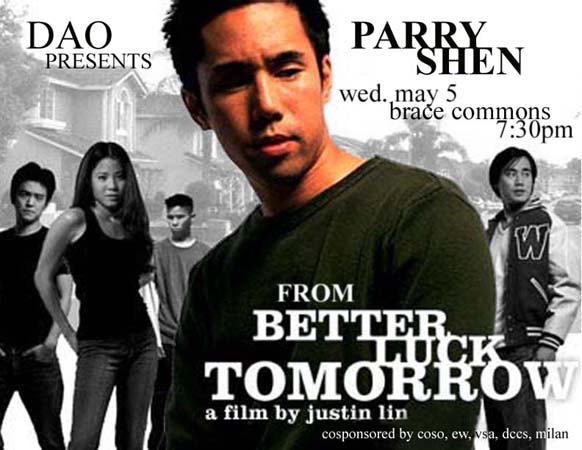 DAO
PRESENTS
PARRY
SHEN
wed. may 5
brace commons
7:30pm
W
FROM
BETTER
LUCK
TOMORROW
a film by justin lin
cosponsored by coso, ew, vsa, dccs, milan